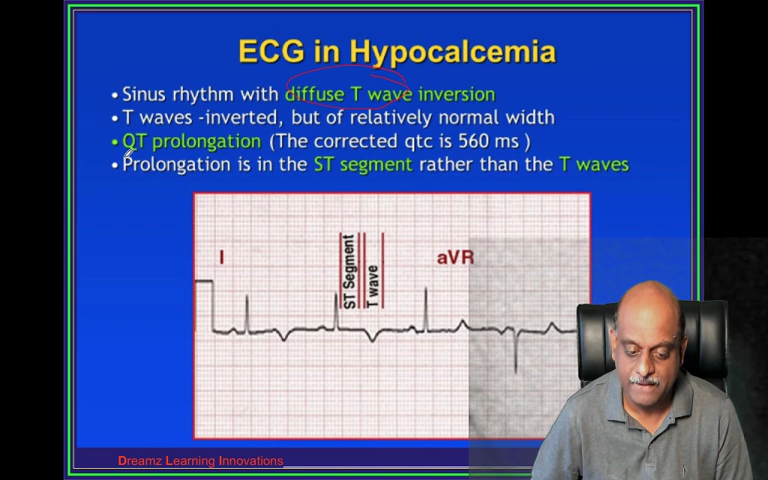 ECG in Hypocalcemia
•Sinus rhythm with diffuse T wave inversion
•T waves -inverted, but of relatively normal width
•QT prolongation (The corrected qtc is 560 ms )
•Prolongation is in the ST segment rather than the T waves
I
ST Segment
T wave
aVR
Dreamz Learning Innovations